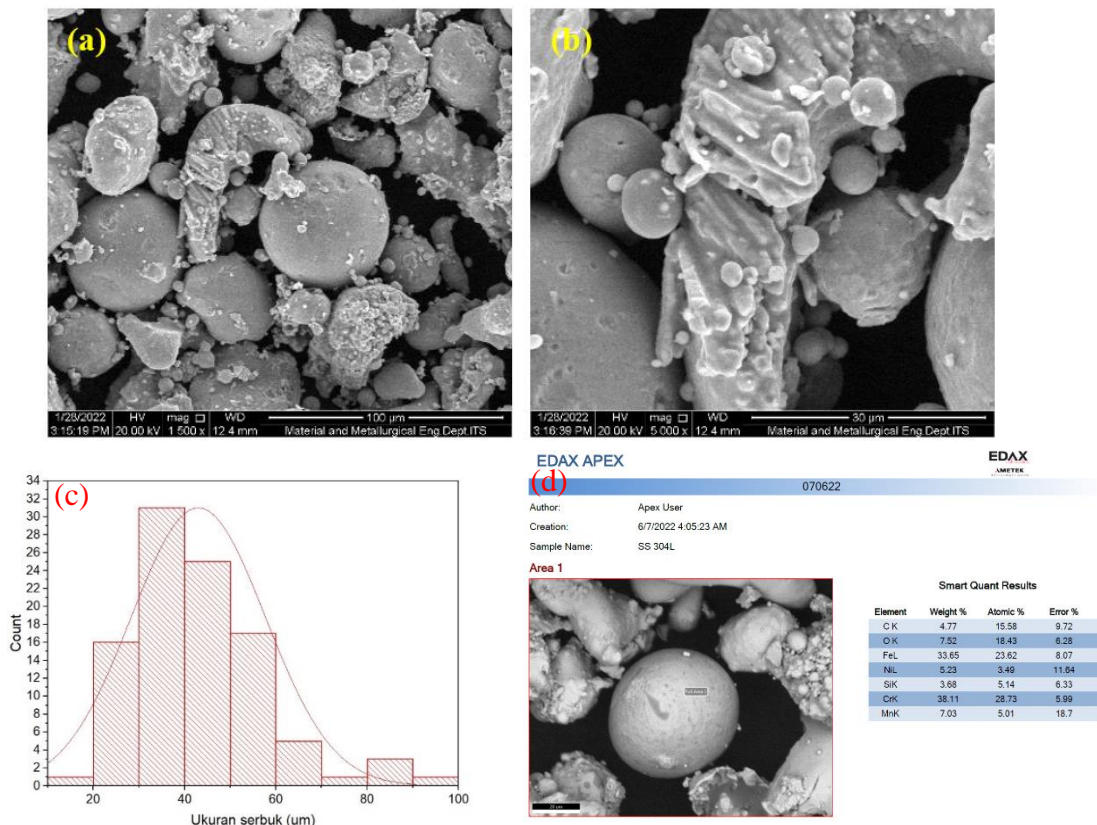 (a)
1/28/2022 HV mag □ WD 100 µm
3:15:19 PM 20.00 kV 1 500 x 12.4 mm Material and Metallurgical Eng.Dept.ITS
(b)
1/28/2022 HV mag □ WD 30 µm
3:16:39 PM 20.00 kV 5 000 x 12.4 mm Material and Metallurgical Eng.Dept.ITS
(c)
Count
34
32
30
28
26
24
22
20
18
16
14
12
10
8
6
4
2
0
20 40 60 80 100
Ukuran serbuk (um)
(d)
EDAX APEX
EDAX
AMETEK
070622
Author: Apex User
Creation: 6/7/2022 4:05:23 AM
Sample Name: SS 304L
Area 1
Smart Quant Results
Element Weight % Atomic % Error %
C K 4.77 15.58 9.72
O K 7.52 18.43 6.28
FeL 33.65 23.62 8.07
NiL 5.23 3.49 11.64
SiK 3.68 5.14 6.33
CrK 38.11 28.73 5.99
MnK 7.03 5.01 18.7